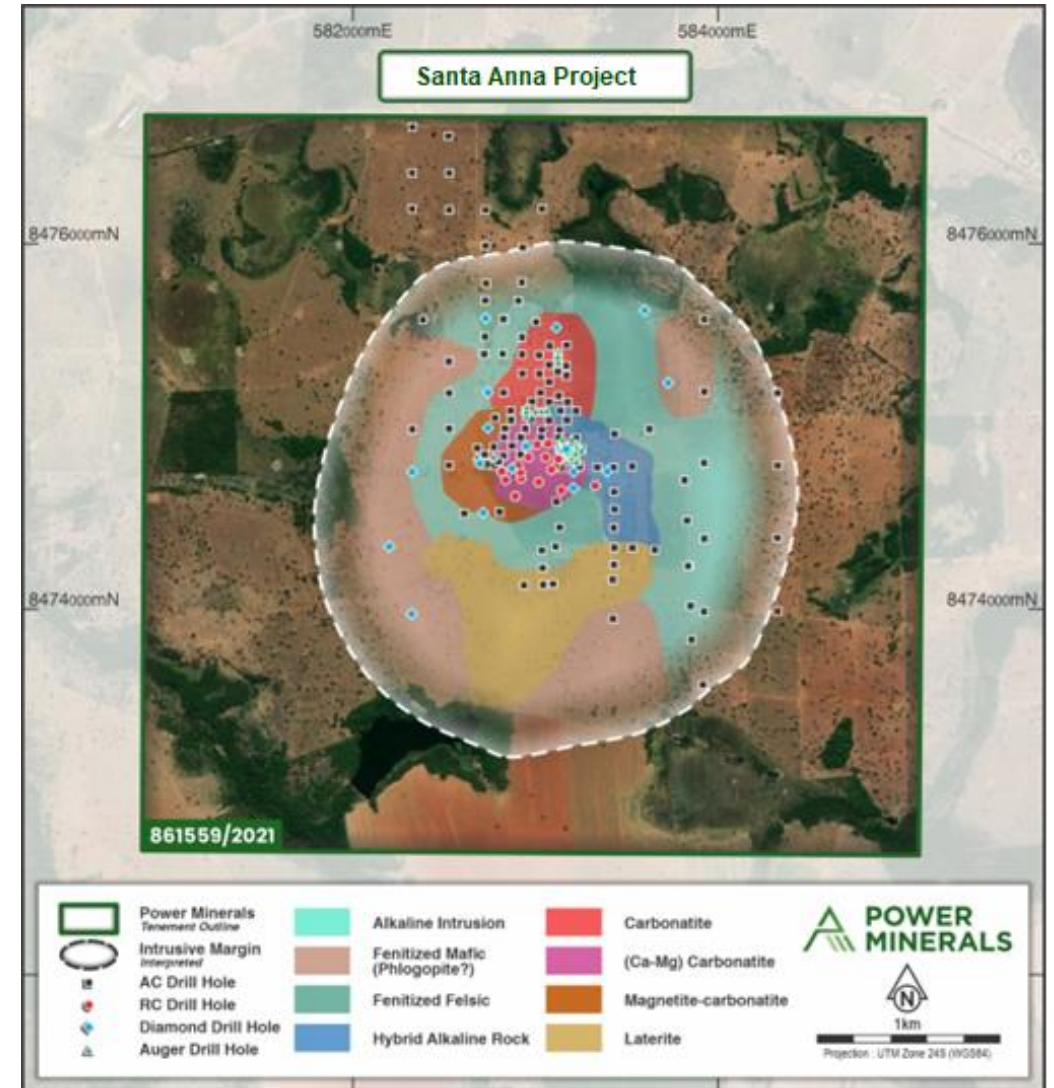 582000mE
584000mE
Santa Anna Project
8476000mN
8476000mN
8474000mN
8474000mN
861559/2021
Power Minerals
Tenement Outline
Intrusive Margin
Interpreted
AC Drill Hole
RC Drill Hole
Diamond Drill Hole
Auger Drill Hole
Alkaline Intrusion
Fenitized Mafic
(Phlogopite?)
Fenitized Felsic
Hybrid Alkaline Rock
Carbonatite
(Ca-Mg) Carbonatite
Magnetite-carbonatite
Laterite
POWER
MINERALS
N
1km
Projection : UTM Zone 24S (WGS84)